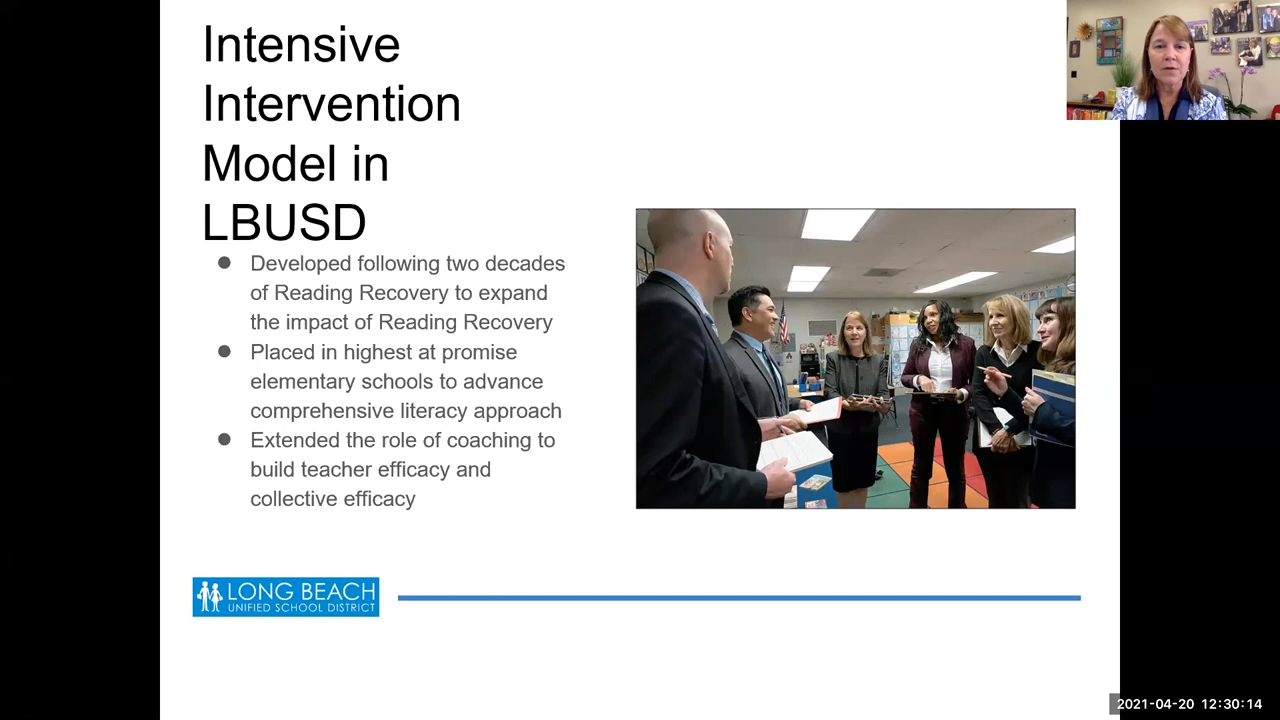 Intensive
Intervention
Model in
LBUSD
● Developed following two decades
of Reading Recovery to expand
the impact of Reading Recovery
● Placed in highest at promise
elementary schools to advance
comprehensive literacy approach
● Extended the role of coaching to
build teacher efficacy and
collective efficacy
LONG BEACH
UNIFIED SCHOOL DISTRICT
2021-04-20 12:30:14